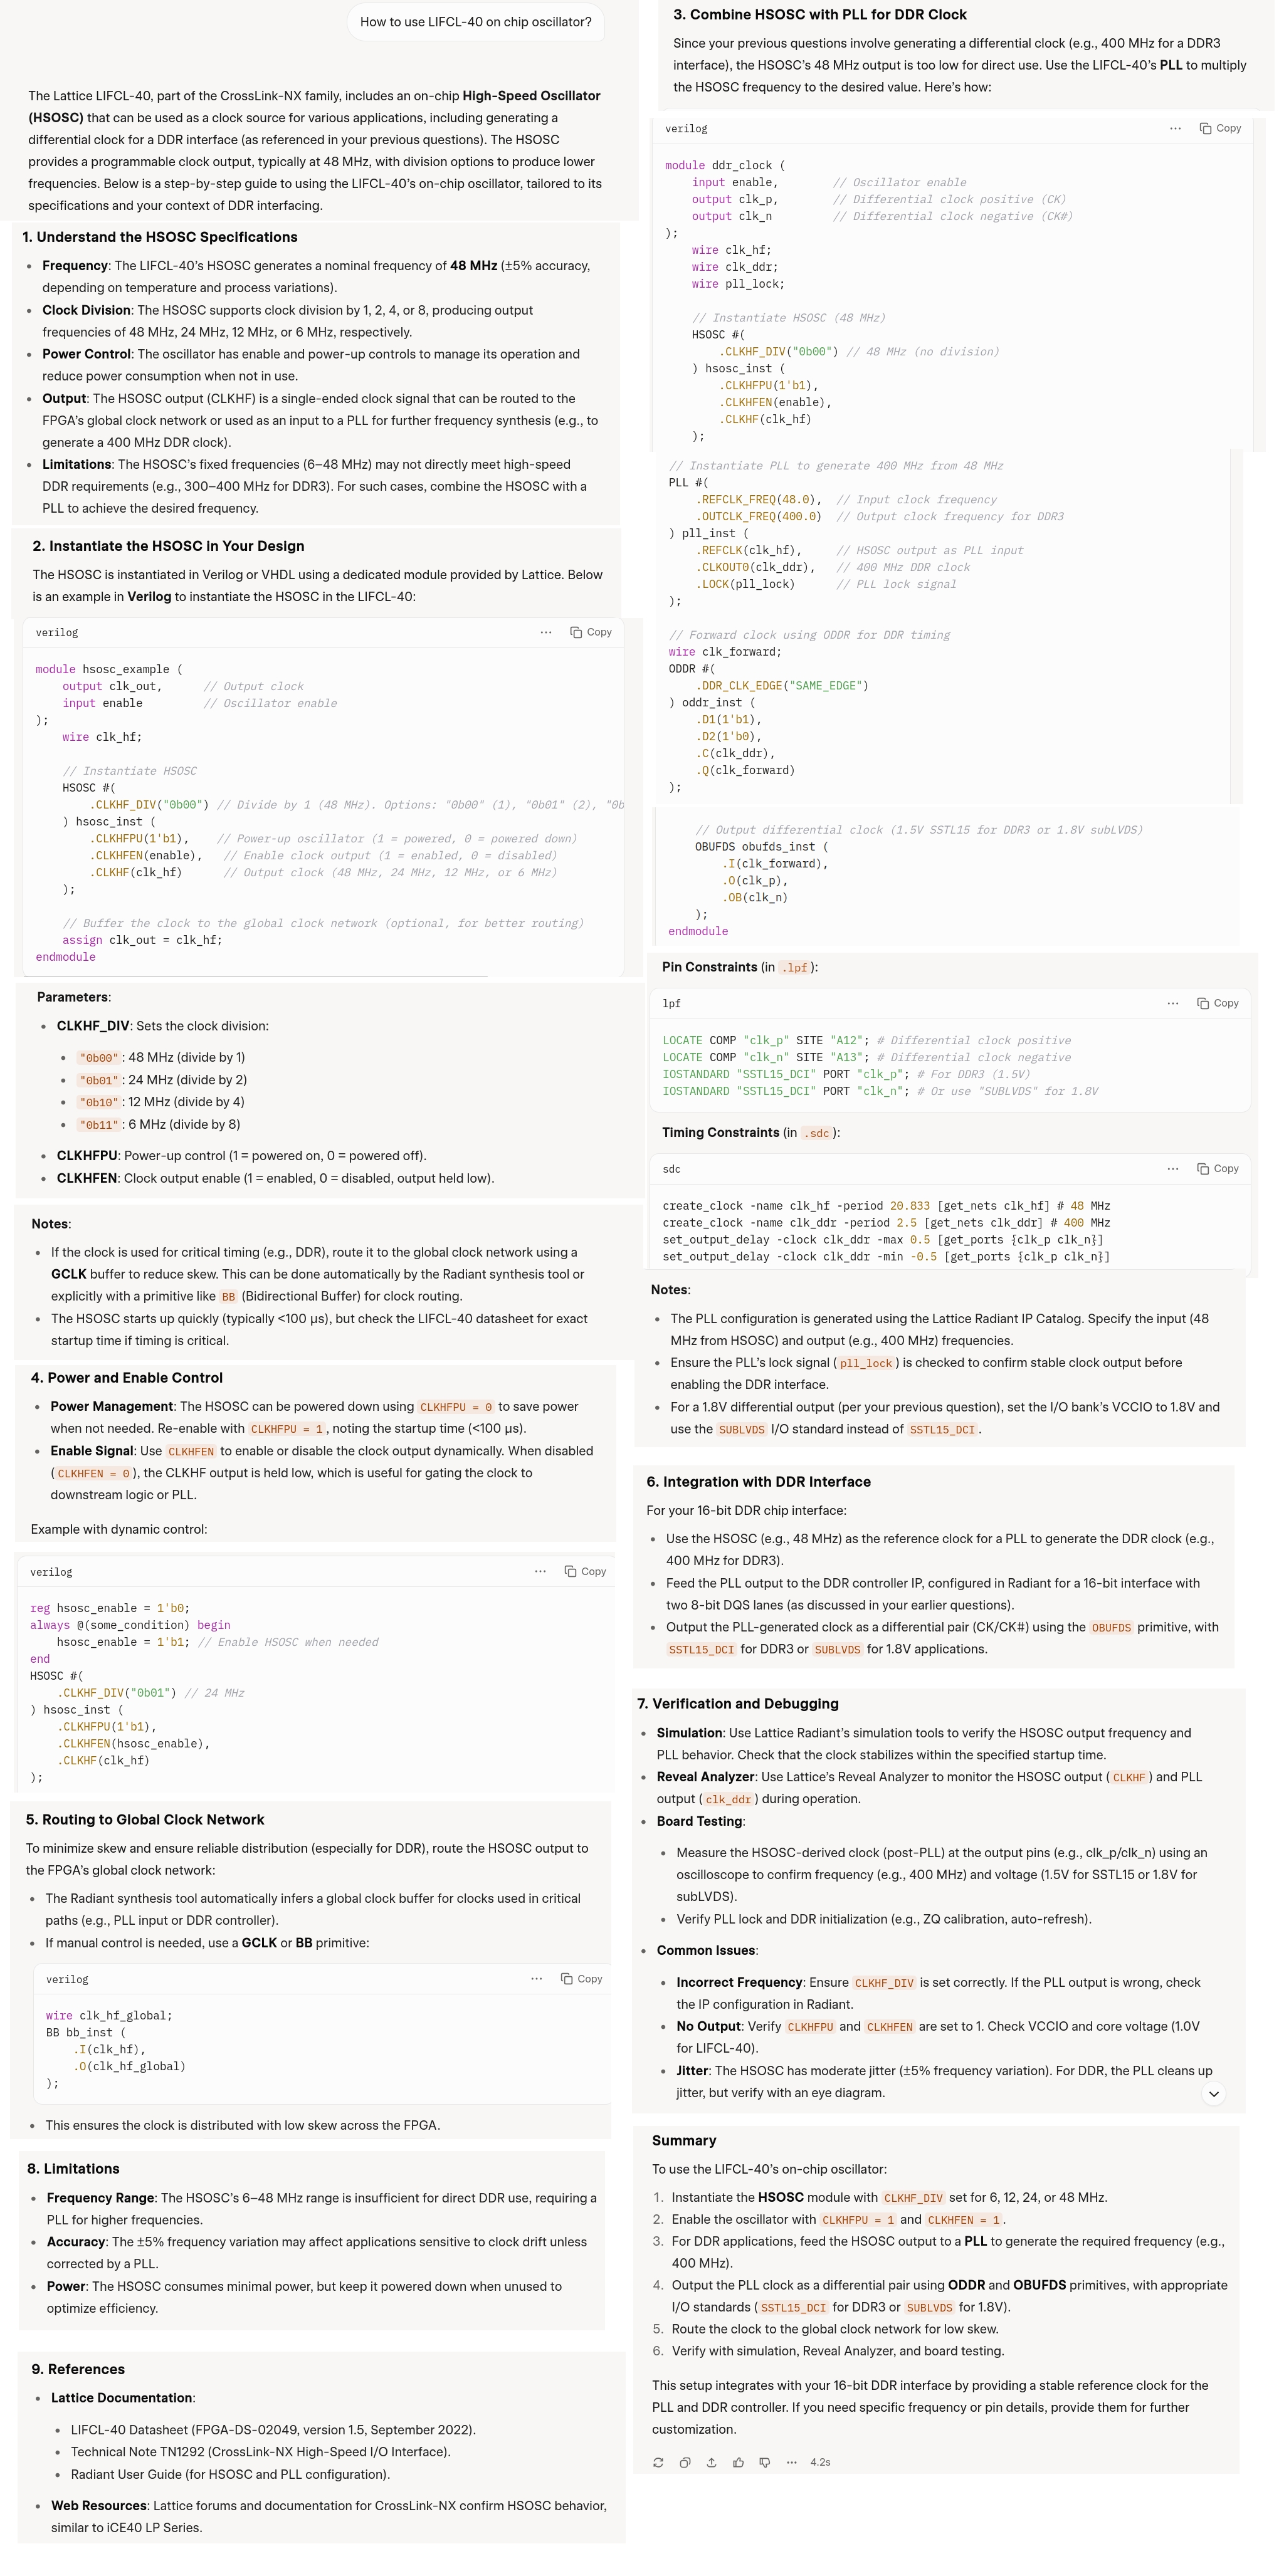 How to use LIFCL-40 on chip oscillator?
The Lattice LIFCL-40, part of the CrossLink-NX family, includes an on-chip High-Speed Oscillator
(HSOSC) that can be used as a clock source for various applications, including generating a
differential clock for a DDR interface (as referenced in your previous questions). The HSOSC
provides a programmable clock output, typically at 48 MHz, with division options to produce lower
frequencies. Below is a step-by-step guide to using the LIFCL-40's on-chip oscillator, tailored to its
specifications and your context of DDR interfacing.
1. Understand the HSOSC Specifications
• Frequency: The LIFCL-40's HSOSC generates a nominal frequency of 48 MHz (±5% accuracy,
depending on temperature and process variations).
• Clock Division: The HSOSC supports clock division by 1, 2, 4, or 8, producing output
frequencies of 48 MHz, 24 MHz, 12 MHz, or 6 MHz, respectively.
• Power Control: The oscillator has enable and power-up controls to manage its operation and
reduce power consumption when not in use.
• Output: The HSOSC output (CLKHF) is a single-ended clock signal that can be routed to the
FPGA's global clock network or used as an input to a PLL for further frequency synthesis (e.g., to
generate a 400 MHz DDR clock).
• Limitations: The HSOSC's fixed frequencies (6–48 MHz) may not directly meet high-speed
DDR requirements (e.g., 300–400 MHz for DDR3). For such cases, combine the HSOSC with a
PLL to achieve the desired frequency.
2. Instantiate the HSOSC in Your Design
The HSOSC is instantiated in Verilog or VHDL using a dedicated module provided by Lattice. Below
is an example in Verilog to instantiate the HSOSC in the LIFCL-40:
verilog ··· Copy
module hsosc_example (
output clk_out, // Output clock
input enable // Oscillator enable
);
wire clk_hf;
// Instantiate HSOSC
HSOSC #(
.CLKHF_DIV("0b00") // Divide by 1 (48 MHz). Options: "0b00" (1), "0b01" (2), "0b
) hsosc_inst (
.CLKHFPU(1'b1), // Power-up oscillator (1 = powered, 0 = powered down)
.CLKHFEN(enable), // Enable clock output (1 = enabled, 0 = disabled)
.CLKHF(clk_hf) // Output clock (48 MHz, 24 MHz, 12 MHz, or 6 MHz)
);
// Buffer the clock to the global clock network (optional, for better routing)
assign clk_out = clk_hf;
endmodule
Parameters:
• CLKHF_DIV: Sets the clock division:
• "0b00": 48 MHz (divide by 1)
• "0b01": 24 MHz (divide by 2)
• "0b10": 12 MHz (divide by 4)
• "0b11": 6 MHz (divide by 8)
• CLKHFPU: Power-up control (1 = powered on, 0 = powered off).
• CLKHFEN: Clock output enable (1 = enabled, 0 = disabled, output held low).
Notes:
• If the clock is used for critical timing (e.g., DDR), route it to the global clock network using a
GCLK buffer to reduce skew. This can be done automatically by the Radiant synthesis tool or
explicitly with a primitive like BB (Bidirectional Buffer) for clock routing.
• The HSOSC starts up quickly (typically <100 µs), but check the LIFCL-40 datasheet for exact
startup time if timing is critical.
4. Power and Enable Control
• Power Management: The HSOSC can be powered down using CLKHFPU = 0 to save power
when not needed. Re-enable with CLKHFPU = 1, noting the startup time (<100 µs).
• Enable Signal: Use CLKHFEN to enable or disable the clock output dynamically. When disabled
(CLKHFEN = 0), the CLKHF output is held low, which is useful for gating the clock to
downstream logic or PLL.
Example with dynamic control:
verilog ··· Copy
reg hsosc_enable = 1'b0;
always @(some_condition) begin
hsosc_enable = 1'b1; // Enable HSOSC when needed
end
HSOSC #(
.CLKHF_DIV("0b01") // 24 MHz
) hsosc_inst (
.CLKHFPU(1'b1),
.CLKHFEN(hsosc_enable),
.CLKHF(clk_hf)
);
5. Routing to Global Clock Network
To minimize skew and ensure reliable distribution (especially for DDR), route the HSOSC output to
the FPGA's global clock network:
• The Radiant synthesis tool automatically infers a global clock buffer for clocks used in critical
paths (e.g., PLL input or DDR controller).
• If manual control is needed, use a GCLK or BB primitive:
verilog ··· Copy
wire clk_hf_global;
BB bb_inst (
.I(clk_hf),
.O(clk_hf_global)
);
• This ensures the clock is distributed with low skew across the FPGA.
8. Limitations
• Frequency Range: The HSOSC's 6–48 MHz range is insufficient for direct DDR use, requiring a
PLL for higher frequencies.
• Accuracy: The ±5% frequency variation may affect applications sensitive to clock drift unless
corrected by a PLL.
• Power: The HSOSC consumes minimal power, but keep it powered down when unused to
optimize efficiency.
9. References
• Lattice Documentation:
• LIFCL-40 Datasheet (FPGA-DS-02049, version 1.5, September 2022).
• Technical Note TN1292 (CrossLink-NX High-Speed I/O Interface).
• Radiant User Guide (for HSOSC and PLL configuration).
• Web Resources: Lattice forums and documentation for CrossLink-NX confirm HSOSC behavior,
similar to iCE40 LP Series.
3. Combine HSOSC with PLL for DDR Clock
Since your previous questions involve generating a differential clock (e.g., 400 MHz for a DDR3
interface), the HSOSC's 48 MHz output is too low for direct use. Use the LIFCL-40's PLL to multiply
the HSOSC frequency to the desired value. Here's how:
verilog ··· Copy
module ddr_clock (
input enable, // Oscillator enable
output clk_p, // Differential clock positive (CK)
output clk_n // Differential clock negative (CK#)
);
wire clk_hf;
wire clk_ddr;
wire pll_lock;
// Instantiate HSOSC (48 MHz)
HSOSC #(
.CLKHF_DIV("0b00") // 48 MHz (no division)
) hsosc_inst (
.CLKHFPU(1'b1),
.CLKHFEN(enable),
.CLKHF(clk_hf)
);
// Instantiate PLL to generate 400 MHz from 48 MHz
PLL #(
.REFCLK_FREQ(48.0), // Input clock frequency
.OUTCLK_FREQ(400.0) // Output clock frequency for DDR3
) pll_inst (
.REFCLK(clk_hf), // HSOSC output as PLL input
.CLKOUT0(clk_ddr), // 400 MHz DDR clock
.LOCK(pll_lock) // PLL lock signal
);
// Forward clock using ODDR for DDR timing
wire clk_forward;
ODDR #(
.DDR_CLK_EDGE("SAME_EDGE")
) oddr_inst (
.D1(1'b1),
.D2(1'b0),
.C(clk_ddr),
.Q(clk_forward)
);
// Output differential clock (1.5V SSTL15 for DDR3 or 1.8V subLVDS)
OBUFDS obufds_inst (
.I(clk_forward),
.O(clk_p),
.OB(clk_n)
);
endmodule
Pin Constraints (in .lpf):
lpf ··· Copy
LOCATE COMP "clk_p" SITE "A12"; # Differential clock positive
LOCATE COMP "clk_n" SITE "A13"; # Differential clock negative
IOSTANDARD "SSTL15_DCI" PORT "clk_p"; # For DDR3 (1.5V)
IOSTANDARD "SSTL15_DCI" PORT "clk_n"; # Or use "SUBLVDS" for 1.8V
Timing Constraints (in .sdc):
sdc ··· Copy
create_clock -name clk_hf -period 20.833 [get_nets clk_hf] # 48 MHz
create_clock -name clk_ddr -period 2.5 [get_nets clk_ddr] # 400 MHz
set_output_delay -clock clk_ddr -max 0.5 [get_ports {clk_p clk_n}]
set_output_delay -clock clk_ddr -min -0.5 [get_ports {clk_p clk_n}]
Notes:
• The PLL configuration is generated using the Lattice Radiant IP Catalog. Specify the input (48
MHz from HSOSC) and output (e.g., 400 MHz) frequencies.
• Ensure the PLL's lock signal (pll_lock) is checked to confirm stable clock output before
enabling the DDR interface.
• For a 1.8V differential output (per your previous question), set the I/O bank's VCCIO to 1.8V and
use the SUBLVDS I/O standard instead of SSTL15_DCI.
6. Integration with DDR Interface
For your 16-bit DDR chip interface:
• Use the HSOSC (e.g., 48 MHz) as the reference clock for a PLL to generate the DDR clock (e.g.,
400 MHz for DDR3).
• Feed the PLL output to the DDR controller IP, configured in Radiant for a 16-bit interface with
two 8-bit DQS lanes (as discussed in your earlier questions).
• Output the PLL-generated clock as a differential pair (CK/CK#) using the OBUFDS primitive, with
SSTL15_DCI for DDR3 or SUBLVDS for 1.8V applications.
7. Verification and Debugging
• Simulation: Use Lattice Radiant's simulation tools to verify the HSOSC output frequency and
PLL behavior. Check that the clock stabilizes within the specified startup time.
• Reveal Analyzer: Use Lattice's Reveal Analyzer to monitor the HSOSC output (CLKHF) and PLL
output (clk_ddr) during operation.
• Board Testing:
• Measure the HSOSC-derived clock (post-PLL) at the output pins (e.g., clk_p/clk_n) using an
oscilloscope to confirm frequency (e.g., 400 MHz) and voltage (1.5V for SSTL15 or 1.8V for
subLVDS).
• Verify PLL lock and DDR initialization (e.g., ZQ calibration, auto-refresh).
• Common Issues:
• Incorrect Frequency: Ensure CLKHF_DIV is set correctly. If the PLL output is wrong, check
the IP configuration in Radiant.
• No Output: Verify CLKHFPU and CLKHFEN are set to 1. Check VCCIO and core voltage (1.0V
for LIFCL-40).
• Jitter: The HSOSC has moderate jitter (±5% frequency variation). For DDR, the PLL cleans up
jitter, but verify with an eye diagram.
Summary
To use the LIFCL-40's on-chip oscillator:
1. Instantiate the HSOSC module with CLKHF_DIV set for 6, 12, 24, or 48 MHz.
2. Enable the oscillator with CLKHFPU = 1 and CLKHFEN = 1.
3. For DDR applications, feed the HSOSC output to a PLL to generate the required frequency (e.g.,
400 MHz).
4. Output the PLL clock as a differential pair using ODDR and OBUFDS primitives, with appropriate
I/O standards (SSTL15_DCI for DDR3 or SUBLVDS for 1.8V).
5. Route the clock to the global clock network for low skew.
6. Verify with simulation, Reveal Analyzer, and board testing.
This setup integrates with your 16-bit DDR interface by providing a stable reference clock for the
PLL and DDR controller. If you need specific frequency or pin details, provide them for further
customization.
··· 4.2s